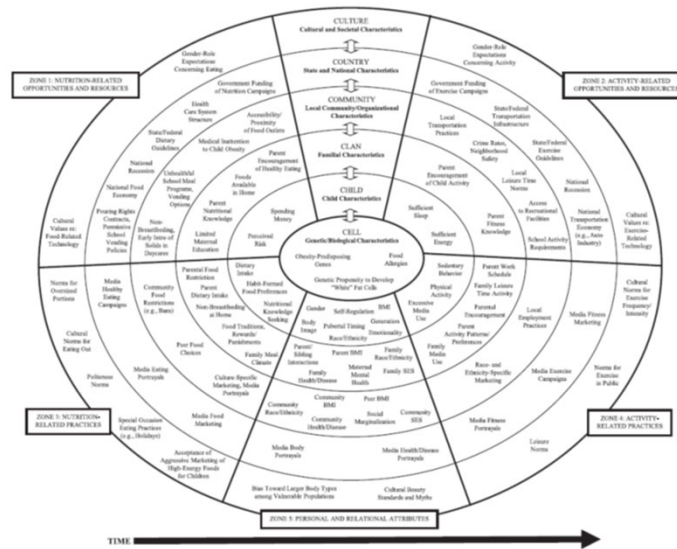 CULTURE
Cultural and Societal Characteristics
COUNTRY
State and National Characteristics
COMMUNITY
Local Community/Organizational
Characteristics
CLAN
Familial Characteristics
CHILD
Child Characteristics
CELL
Genetic/Biological Characteristics
Obesity-Predisposing
Genes
Food
Allergies
Genetic Propensity to Develop
"White" Fat Cells
ZONE 1: NUTRITION-RELATED
OPPORTUNITIES AND RESOURCES
Gender-Role
Expectations
Concerning Eating
Government Funding
of Nutrition Campaigns
Health
Care System
Structure
Accessibility/
Proximity
of Food Outlets
State/Federal
Dietary
Guidelines
Medical Inattention
to Child Obesity
Parent
Encouragement
of Healthy Eating
National
Recession
Unhealthful
School Meal
Programs,
Vending
Options
Foods
Available
in Home
National Food
Economy
Parent
Nutritional
Knowledge
Spending
Money
Cultural
Values re:
Food-Related
Technology
Pouring Rights
Contracts,
Permissive
School
Vending
Policies
Non-
Breastfeeding,
Early Intro of
Solids in
Daycares
Limited
Maternal
Education
Perceived
Risk
ZONE 2: ACTIVITY-RELATED
OPPORTUNITIES AND RESOURCES
Gender-Role
Expectations
Concerning Activity
Government Funding
of Exercise Campaigns
State/Federal
Transportation
Infrastructure
Local
Transportation
Practices
Crime Rates,
Neighborhood
Safety
State/Federal
Exercise
Guidelines
Parent
Encouragement
of Child Activity
Local
Leisure Time
Norms
National
Recession
Sufficient
Sleep
Parent
Fitness
Knowledge
Access to
Recreational
Facilities
National
Transportation
Economy
(e.g., Auto
Industry)
Cultural
Values re:
Exercise-
Related
Technology
Sufficient
Energy
School Activity
Requirements
ZONE 3: NUTRITION-
RELATED PRACTICES
Norms for
Oversized
Portions
Media
Healthy
Eating
Campaigns
Community
Food
Restrictions
(e.g., Bans)
Parental Food
Restriction
Parent
Dietary Intake
Non-Breastfeeding
at Home
Dietary
Intake
Habit-Formed
Food Preferences
Nutritional
Knowledge
Seeking
Cultural
Norms for
Eating Out
Poor Food
Choices
Food Traditions,
Rewards/
Punishments
Family Meal
Climate
Politeness
Norms
Media Eating
Portrayals
Culture-Specific
Marketing, Media
Portrayals
Special Occasion
Eating Practices
(e.g., Holidays)
Media Food
Marketing
Acceptance of
Aggressive Marketing of
High-Energy Foods
for Children
ZONE 4: ACTIVITY-
RELATED PRACTICES
Sedentary
Behavior
Physical
Activity
Excessive
Media
Use
Parent Work
Schedule
Family Leisure
Time Activity
Parental
Encouragement
Parent
Activity Patterns/
Preferences
Family
Media Use
Local
Employment
Practices
Media Fitness
Marketing
Cultural
Norms for
Exercise
Frequency/
Intensity
Race- and
Ethnicity-Specific
Marketing
Media Exercise
Campaigns
Norms for
Exercise
in Public
Media Fitness
Portrayals
Leisure
Norms
Gender
Self-Regulation
BMI
Body
Image
Pubertal Timing
Generation
Race/Ethnicity
Emotionality
Parent/
Sibling
Interactions
Parent BMI
Family
Race/Ethnicity
Family
Health/Disease
Maternal
Mental
Health
Family SES
Community
Race/Ethnicity
Community
BMI
Peer BMI
Community
Health/Disease
Social
Marginalization
Community
SES
Media Body
Portrayals
Media Health/Disease
Portrayals
Bias Toward Larger Body Types
among Vulnerable Populations
Cultural Beauty
Standards and Myths
ZONE 5: PERSONAL AND RELATIONAL ATTRIBUTES
TIME